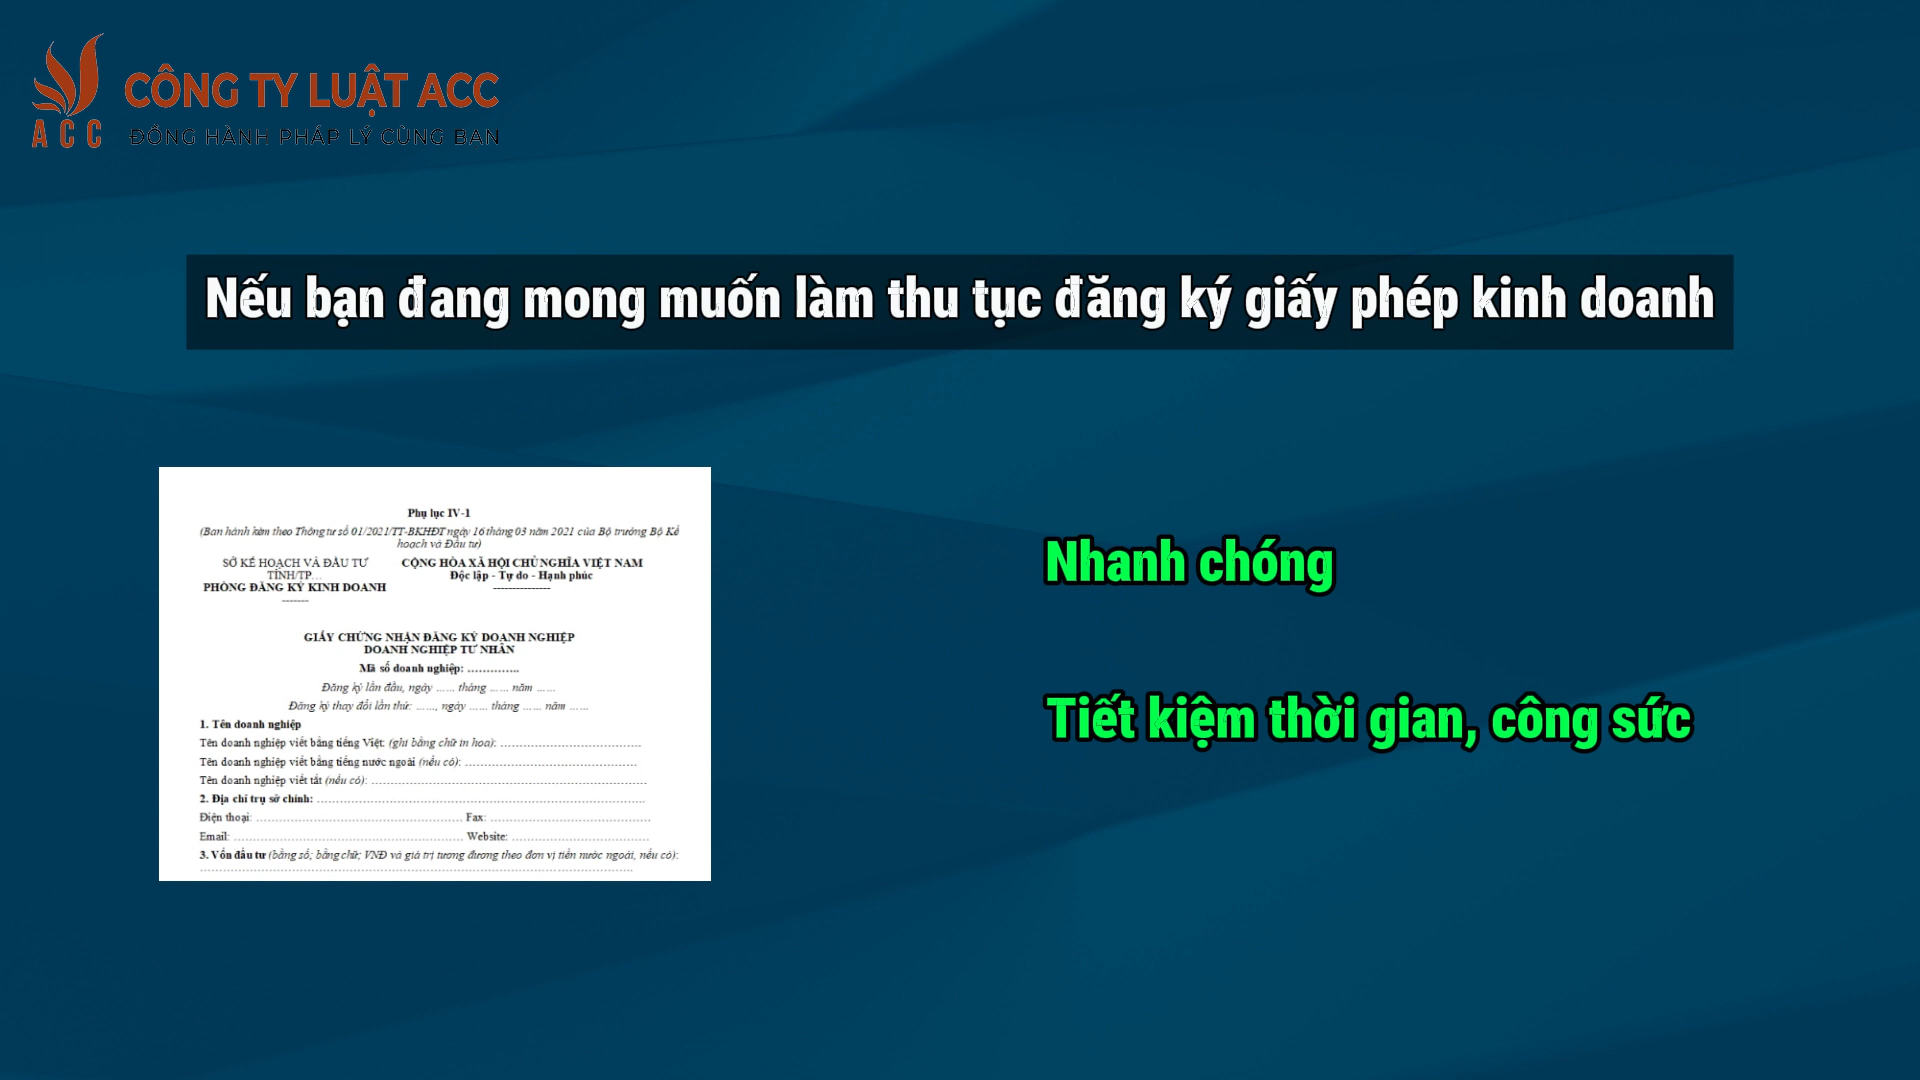 CÔNG TY LUẬT ACC
ACC
ĐỒNG HÀNH PHÁP LÝ CÙNG BẠN
Nếu bạn đang mong muốn làm thu tục đăng ký giấy phép kinh doanh
Phụ lục IV-1
(Ban hành kèm theo Thông tư số 01/2021/TT-BKHĐT ngày 16 tháng 03 năm 2021 của Bộ trưởng Bộ Kế
hoạch và Đầu tư)
SỞ KẾ HOẠCH VÀ ĐẦU TƯ
TỈNH/TP…
PHÒNG ĐĂNG KÝ KINH DOANH
-------
CỘNG HÒA XÃ HỘI CHỦ NGHĨA VIỆT NAM
Độc lập - Tự do - Hạnh phúc
---------------
GIẤY CHỨNG NHẬN ĐĂNG KÝ DOANH NGHIỆP
DOANH NGHIỆP TƯ NHÂN
Mã số doanh nghiệp: …………..
Đăng ký lần đầu, ngày …… tháng …… năm ……
Đăng ký thay đổi lần thứ: ……, ngày …… tháng …… năm ……
1. Tên doanh nghiệp
Tên doanh nghiệp viết bằng tiếng Việt: (ghi bằng chữ in hoa): ………………………………
Tên doanh nghiệp viết bằng tiếng nước ngoài (nếu có): ………………………………………
Tên doanh nghiệp viết tắt (nếu có): ………………………………………………………………
2. Địa chỉ trụ sở chính: ……………………………………………………………………………
Điện thoại: ……………………………………………… Fax: ……………………………………
Email: …………………………………………………… Website: ………………………………
3. Vốn đầu tư (bằng số; bằng chữ; VNĐ và giá trị tương đương theo đơn vị tiền nước ngoài, nếu có):
……………………………………………………………………………………………………
Nhanh chóng
Tiết kiệm thời gian, công sức